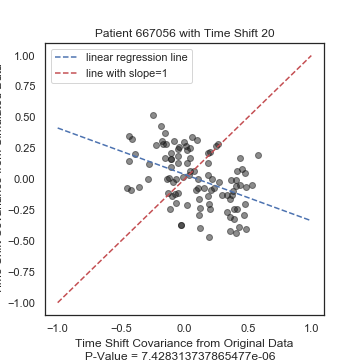 Patient 667056 with Time Shift 20
linear regression line
line with slope=1
1.00
0.75
0.50
0.25
0.00
−0.25
−0.50
−0.75
−1.00
−1.0
−0.5
0.0
0.5
1.0
Time Shift Covariance from Original Data
P-Value = 7.428313737865477e-06